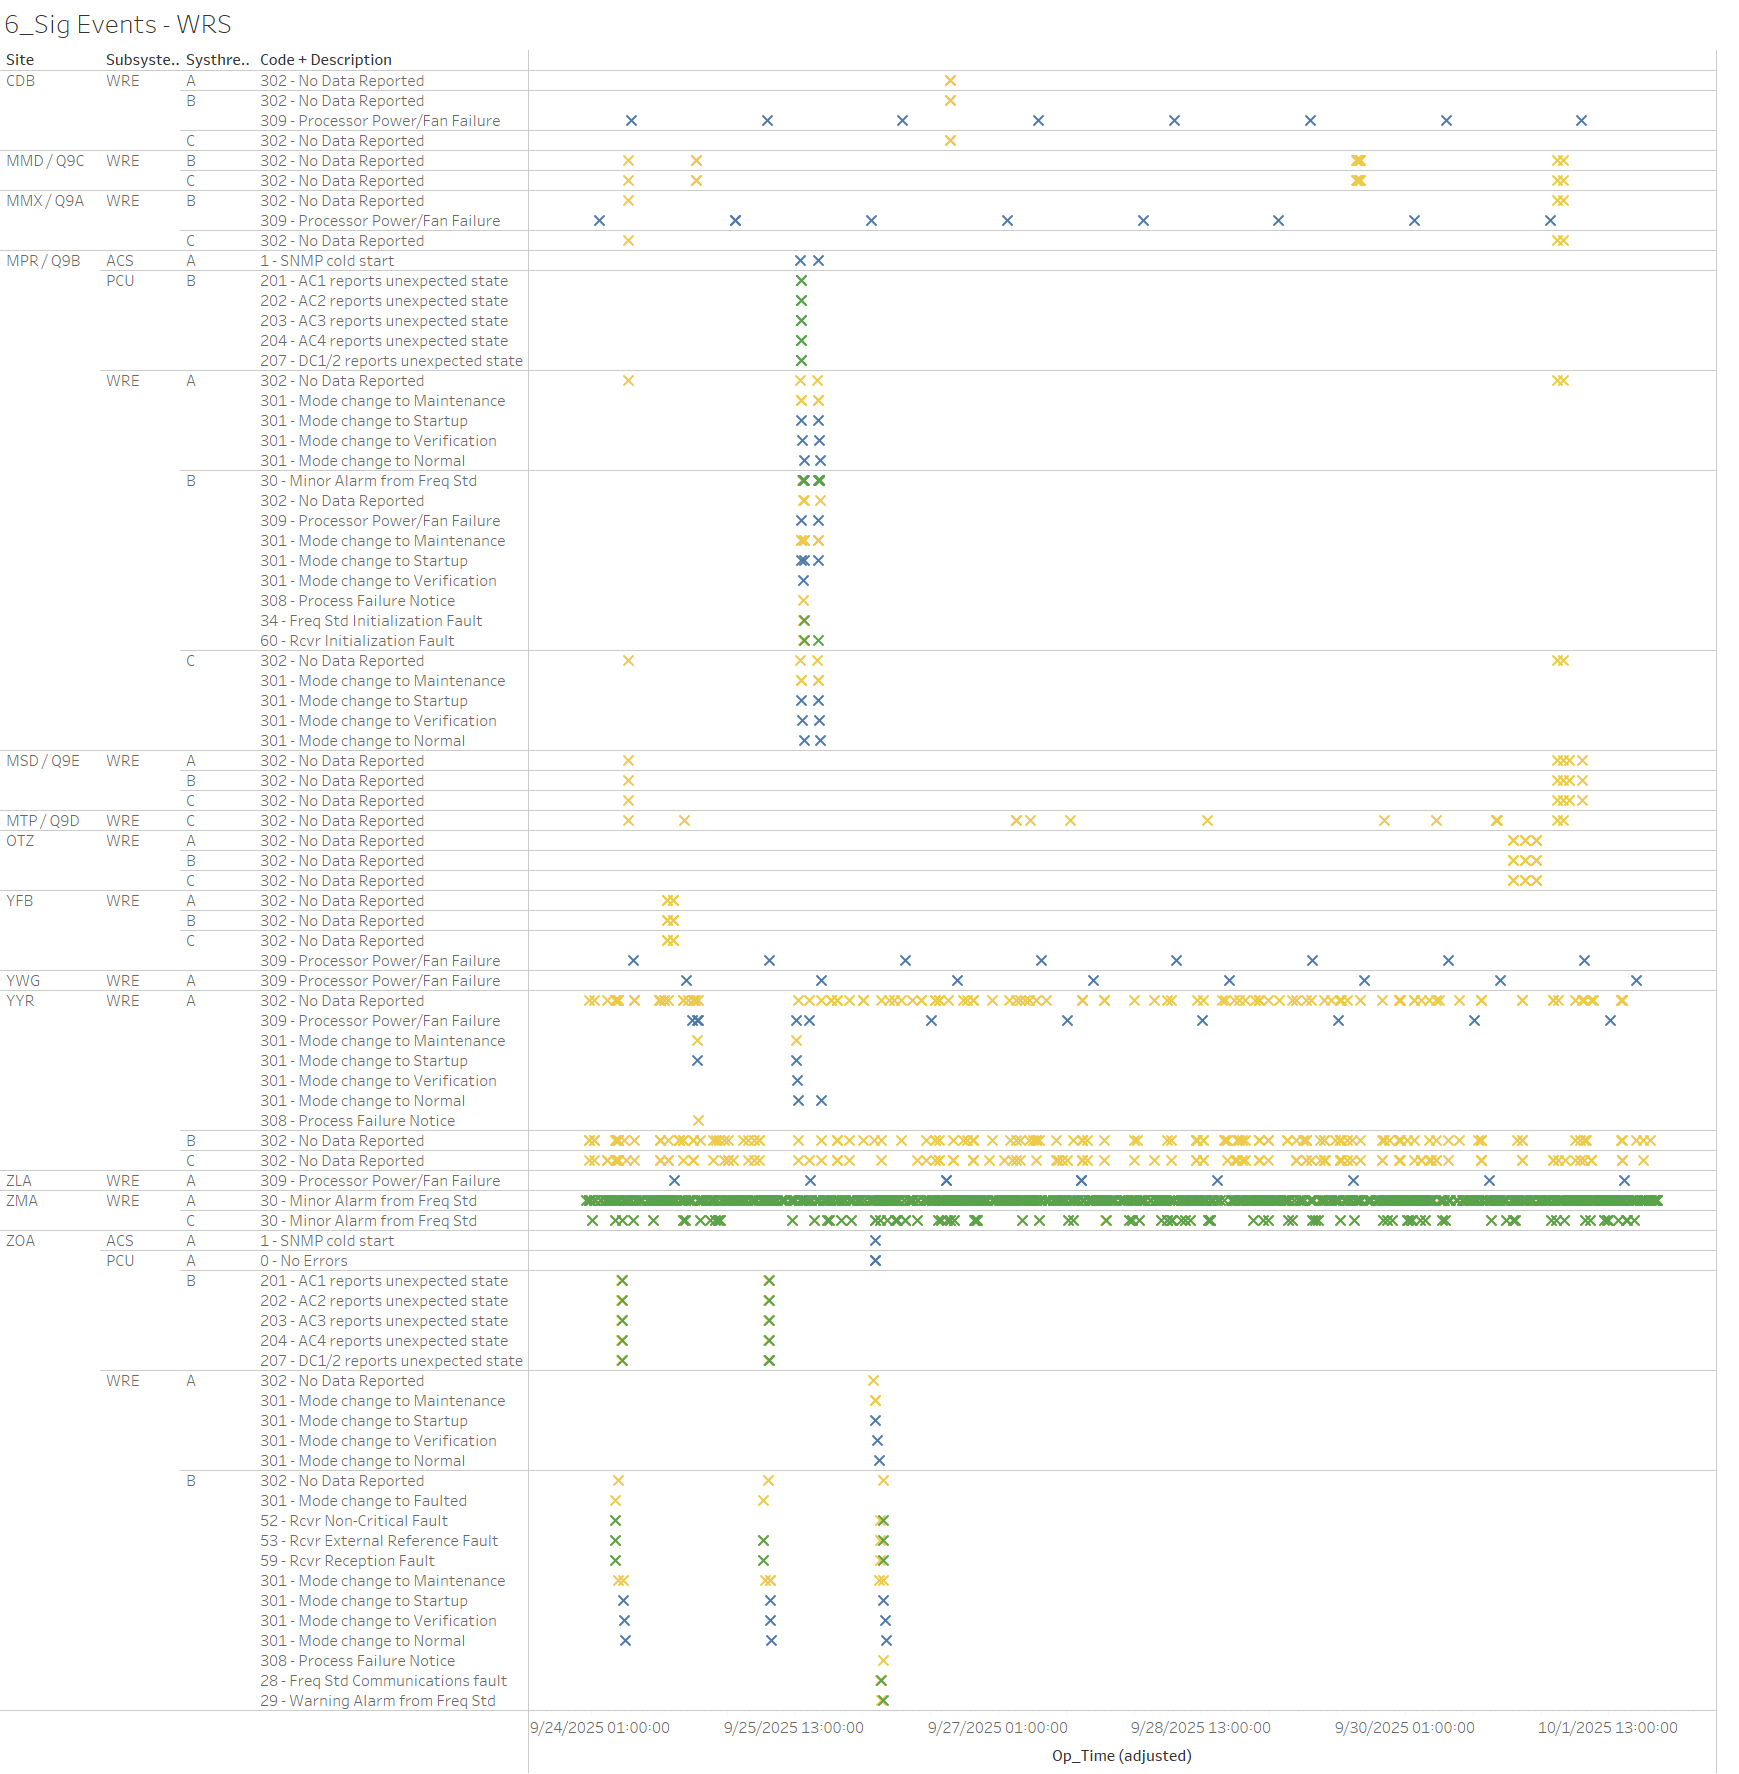 6_Sig Events - WRS
Site Subsyste.. Systhre.. Code + Description
CDB WRE A 302 - No Data Reported
B 302 - No Data Reported
309 - Processor Power/Fan Failure
C 302 - No Data Reported
MMD / Q9C WRE B 302 - No Data Reported
C 302 - No Data Reported
MMX / Q9A WRE B 302 - No Data Reported
309 - Processor Power/Fan Failure
C 302 - No Data Reported
MPR / Q9B ACS A 1 - SNMP cold start
PCU B 201 - AC1 reports unexpected state
202 - AC2 reports unexpected state
203 - AC3 reports unexpected state
204 - AC4 reports unexpected state
207 - DC1/2 reports unexpected state
WRE A 302 - No Data Reported
301 - Mode change to Maintenance
301 - Mode change to Startup
301 - Mode change to Verification
301 - Mode change to Normal
B 30 - Minor Alarm from Freq Std
302 - No Data Reported
309 - Processor Power/Fan Failure
301 - Mode change to Maintenance
301 - Mode change to Startup
301 - Mode change to Verification
308 - Process Failure Notice
34 - Freq Std Initialization Fault
60 - Rcvr Initialization Fault
C 302 - No Data Reported
301 - Mode change to Maintenance
301 - Mode change to Startup
301 - Mode change to Verification
301 - Mode change to Normal
MSD / Q9E WRE A 302 - No Data Reported
B 302 - No Data Reported
C 302 - No Data Reported
MTP / Q9D WRE C 302 - No Data Reported
OTZ WRE A 302 - No Data Reported
B 302 - No Data Reported
C 302 - No Data Reported
YFB WRE A 302 - No Data Reported
B 302 - No Data Reported
C 302 - No Data Reported
309 - Processor Power/Fan Failure
YWG WRE A 309 - Processor Power/Fan Failure
YYR WRE A 302 - No Data Reported
309 - Processor Power/Fan Failure
301 - Mode change to Maintenance
301 - Mode change to Startup
301 - Mode change to Verification
301 - Mode change to Normal
308 - Process Failure Notice
B 302 - No Data Reported
C 302 - No Data Reported
ZLA WRE A 309 - Processor Power/Fan Failure
ZMA WRE A 30 - Minor Alarm from Freq Std
C 30 - Minor Alarm from Freq Std
ZOA ACS A 1 - SNMP cold start
PCU A 0 - No Errors
B 201 - AC1 reports unexpected state
202 - AC2 reports unexpected state
203 - AC3 reports unexpected state
204 - AC4 reports unexpected state
207 - DC1/2 reports unexpected state
WRE A 302 - No Data Reported
301 - Mode change to Maintenance
301 - Mode change to Startup
301 - Mode change to Verification
301 - Mode change to Normal
B 302 - No Data Reported
301 - Mode change to Faulted
52 - Rcvr Non-Critical Fault
53 - Rcvr External Reference Fault
59 - Rcvr Reception Fault
301 - Mode change to Maintenance
301 - Mode change to Startup
301 - Mode change to Verification
301 - Mode change to Normal
308 - Process Failure Notice
28 - Freq Std Communications fault
29 - Warning Alarm from Freq Std
9/24/2025 01:00:00 9/25/2025 13:00:00 9/27/2025 01:00:00 9/28/2025 13:00:00 9/30/2025 01:00:00 10/1/2025 13:00:00
Op_Time (adjusted)